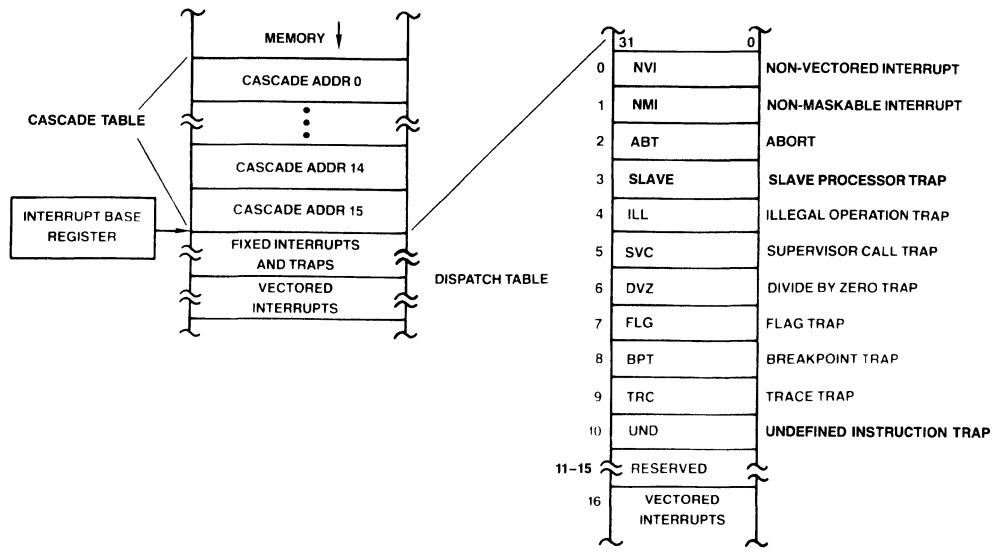 MEMORY
CASCADE ADDR 0
CASCADE TABLE
CASCADE ADDR 14
CASCADE ADDR 15
INTERRUPT BASE
REGISTER
FIXED INTERRUPTS
AND TRAPS
VECTORED
INTERRUPTS
DISPATCH TABLE
31 0
0 NVI NON-VECTORED INTERRUPT
1 NMI NON-MASKABLE INTERRUPT
2 ABT ABORT
3 SLAVE SLAVE PROCESSOR TRAP
4 ILL ILLEGAL OPERATION TRAP
5 SVC SUPERVISOR CALL TRAP
6 DVZ DIVIDE BY ZERO TRAP
7 FLG FLAG TRAP
8 BPT BREAKPOINT TRAP
9 TRC TRACE TRAP
10 UND UNDEFINED INSTRUCTION TRAP
11–15 RESERVED
16 VECTORED
INTERRUPTS